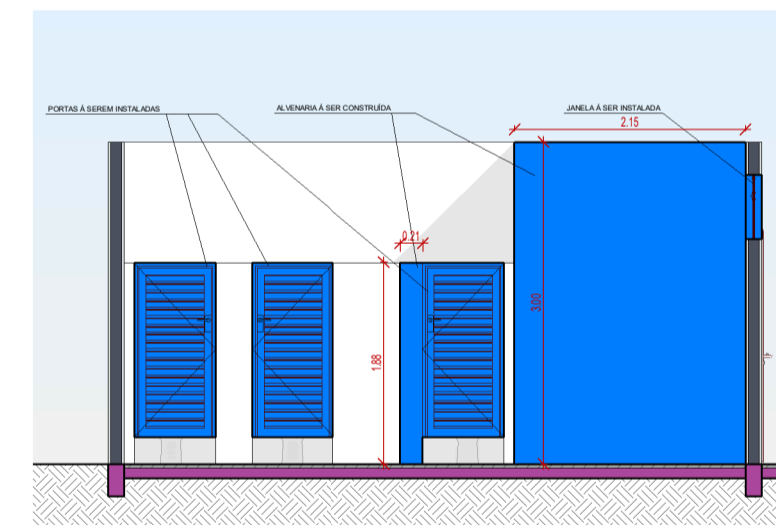 PORTAS À SEREM INSTALADAS
ALVENARIA À SER CONSTRUÍDA
JANELA À SER INSTALADA
2.15
0.21
3.00
1.88